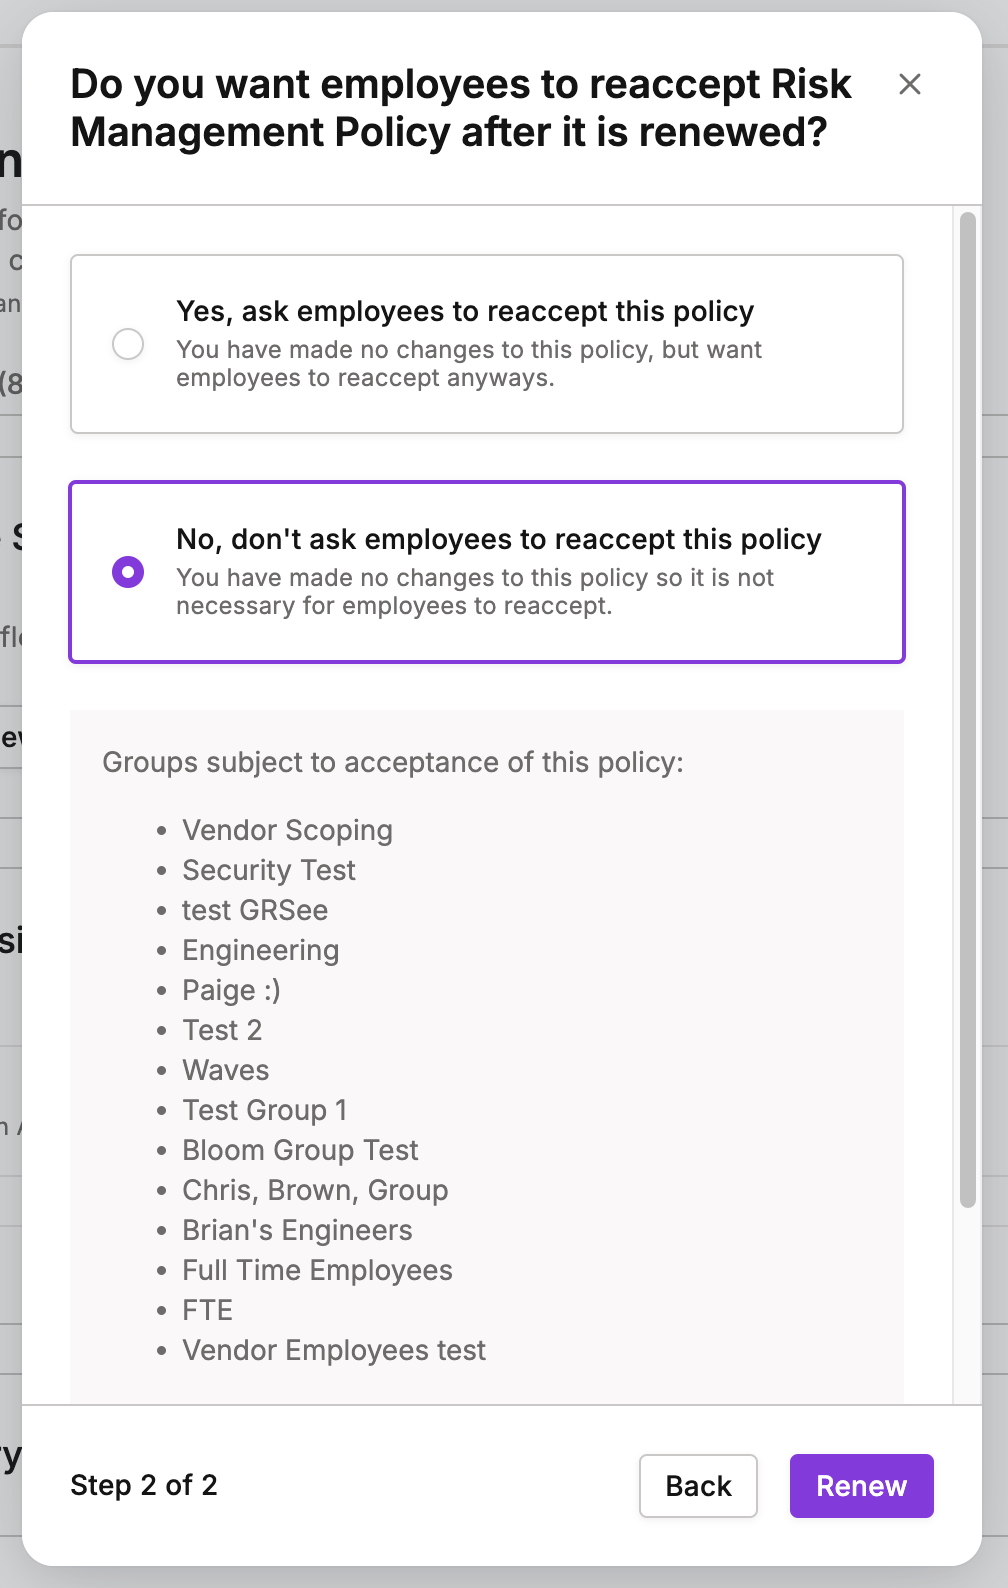 Do you want employees to reaccept Risk
Management Policy after it is renewed?
Yes, ask employees to reaccept this policy
You have made no changes to this policy, but want
employees to reaccept anyways.
No, don't ask employees to reaccept this policy
You have made no changes to this policy so it is not
necessary for employees to reaccept.
Groups subject to acceptance of this policy:
• Vendor Scoping
• Security Test
• test GRSee
• Engineering
• Paige :)
• Test 2
• Waves
• Test Group 1
• Bloom Group Test
• Chris, Brown, Group
• Brian's Engineers
• Full Time Employees
• FTE
• Vendor Employees test
Step 2 of 2
Back
Renew